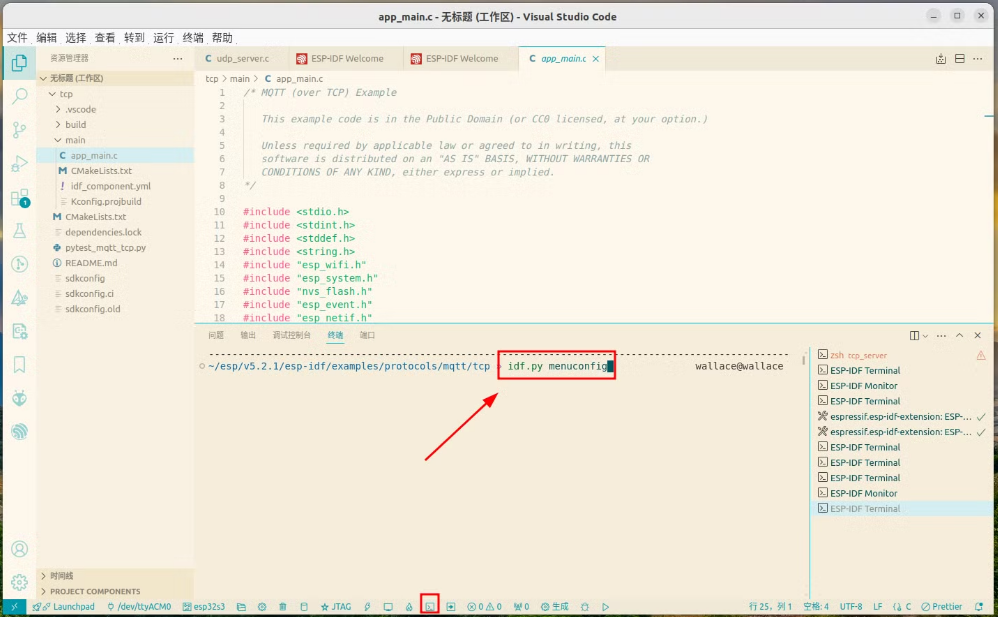 app_main.c - 无标题 (工作区) - Visual Studio Code
文件 编辑 选择 查看 转到 运行 终端 帮助
资源管理器 ···
无标题 (工作区)
tcp
.vscode
build
main
C app_main.c
M CMakeLists.txt
! idf_component.yml
Kconfig.projbuild
M CMakeLists.txt
dependencies.lock
pytest_mqtt_tcp.py
README.md
sdkconfig
sdkconfig.ci
sdkconfig.old
时间线
PROJECT COMPONENTS
1
C udp_server.c ESP-IDF Welcome ESP-IDF Welcome C app_main.c ×
tcp > main > C app_main.c
1 /* MQTT (over TCP) Example
2
3 This example code is in the Public Domain (or CC0 licensed, at your option.)
4
5 Unless required by applicable law or agreed to in writing, this
6 software is distributed on an "AS IS" BASIS, WITHOUT WARRANTIES OR
7 CONDITIONS OF ANY KIND, either express or implied.
8 */
9
10 #include <stdio.h>
11 #include <stdint.h>
12 #include <stddef.h>
13 #include <string.h>
14 #include "esp_wifi.h"
15 #include "esp_system.h"
16 #include "nvs_flash.h"
17 #include "esp_event.h"
18 #include "esp_netif.h"
问题 输出 调试控制台 终端 端口
~/esp/v5.2.1/esp-idf/examples/protocols/mqtt/tcp idf.py menuconfig wallace@wallace
zsh tcp_server
ESP-IDF Terminal
ESP-IDF Monitor
ESP-IDF Terminal
espressif.esp-idf-extension: ESP-...
espressif.esp-idf-extension: ESP-...
ESP-IDF Terminal
ESP-IDF Terminal
ESP-IDF Terminal
ESP-IDF Monitor
ESP-IDF Terminal
Launchpad /dev/ttyACM0 esp32s3 JTAG 0 0 0 生成 行 25，列 1 空格: 4 UTF-8 LF C Prettier